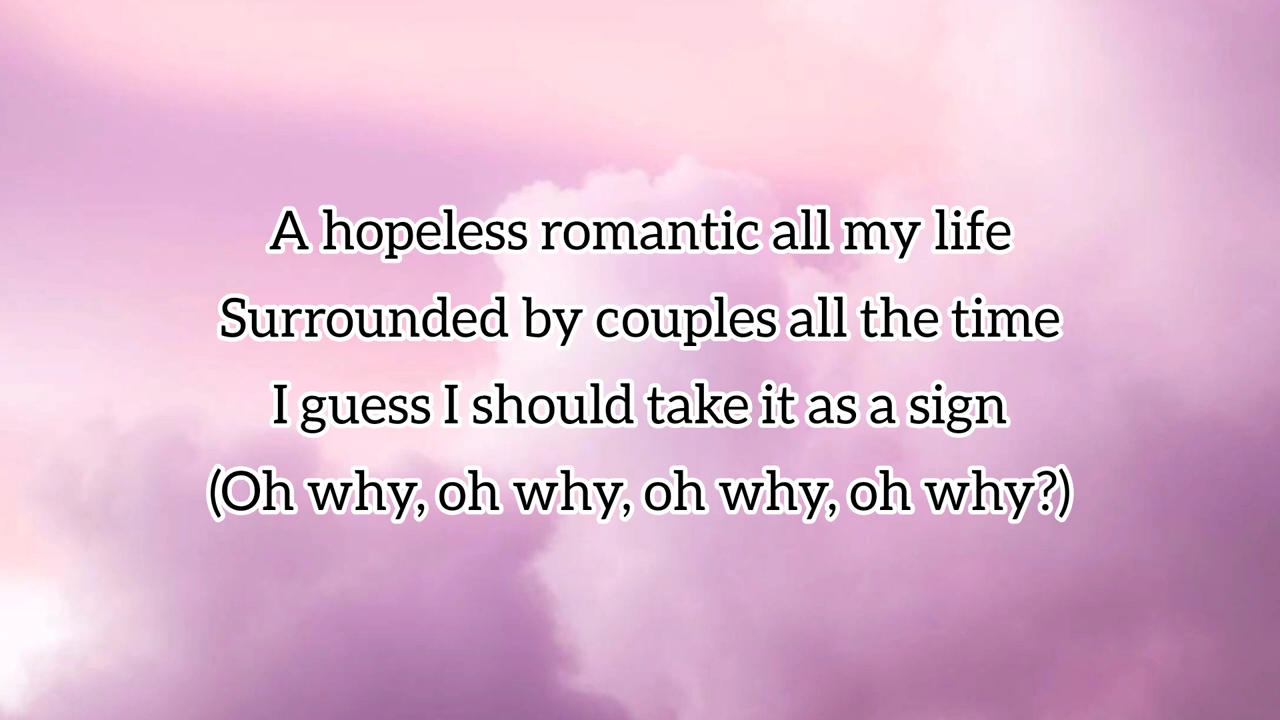 A hopeless romantic all my life
Surrounded by couples all the time
I guess I should take it as a sign
(Oh why, oh why, oh why, oh why?)